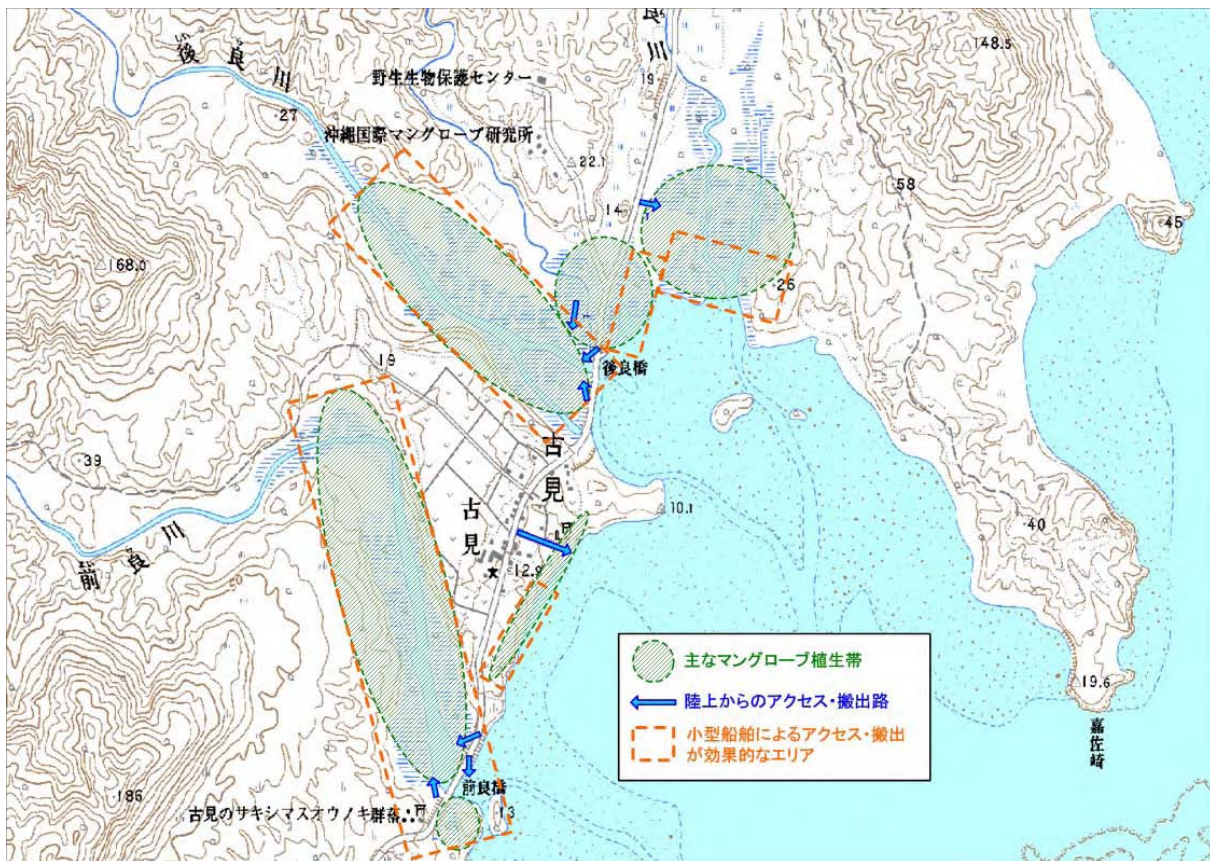 後良川
良川
148.5
野生生物保護センター
19
27
沖縄国際マングローブ研究所
22.1
14
58
45
168.0
26
後良橋
19
古見
39
古見
10.1
12.9
前良川
40
主なマングローブ植生帯
陸上からのアクセス・搬出路
小型船舶によるアクセス・搬出
が効果的なエリア
19.6
嘉佐崎
前良橋
186
古見のサキシマスオウノキ群落
13